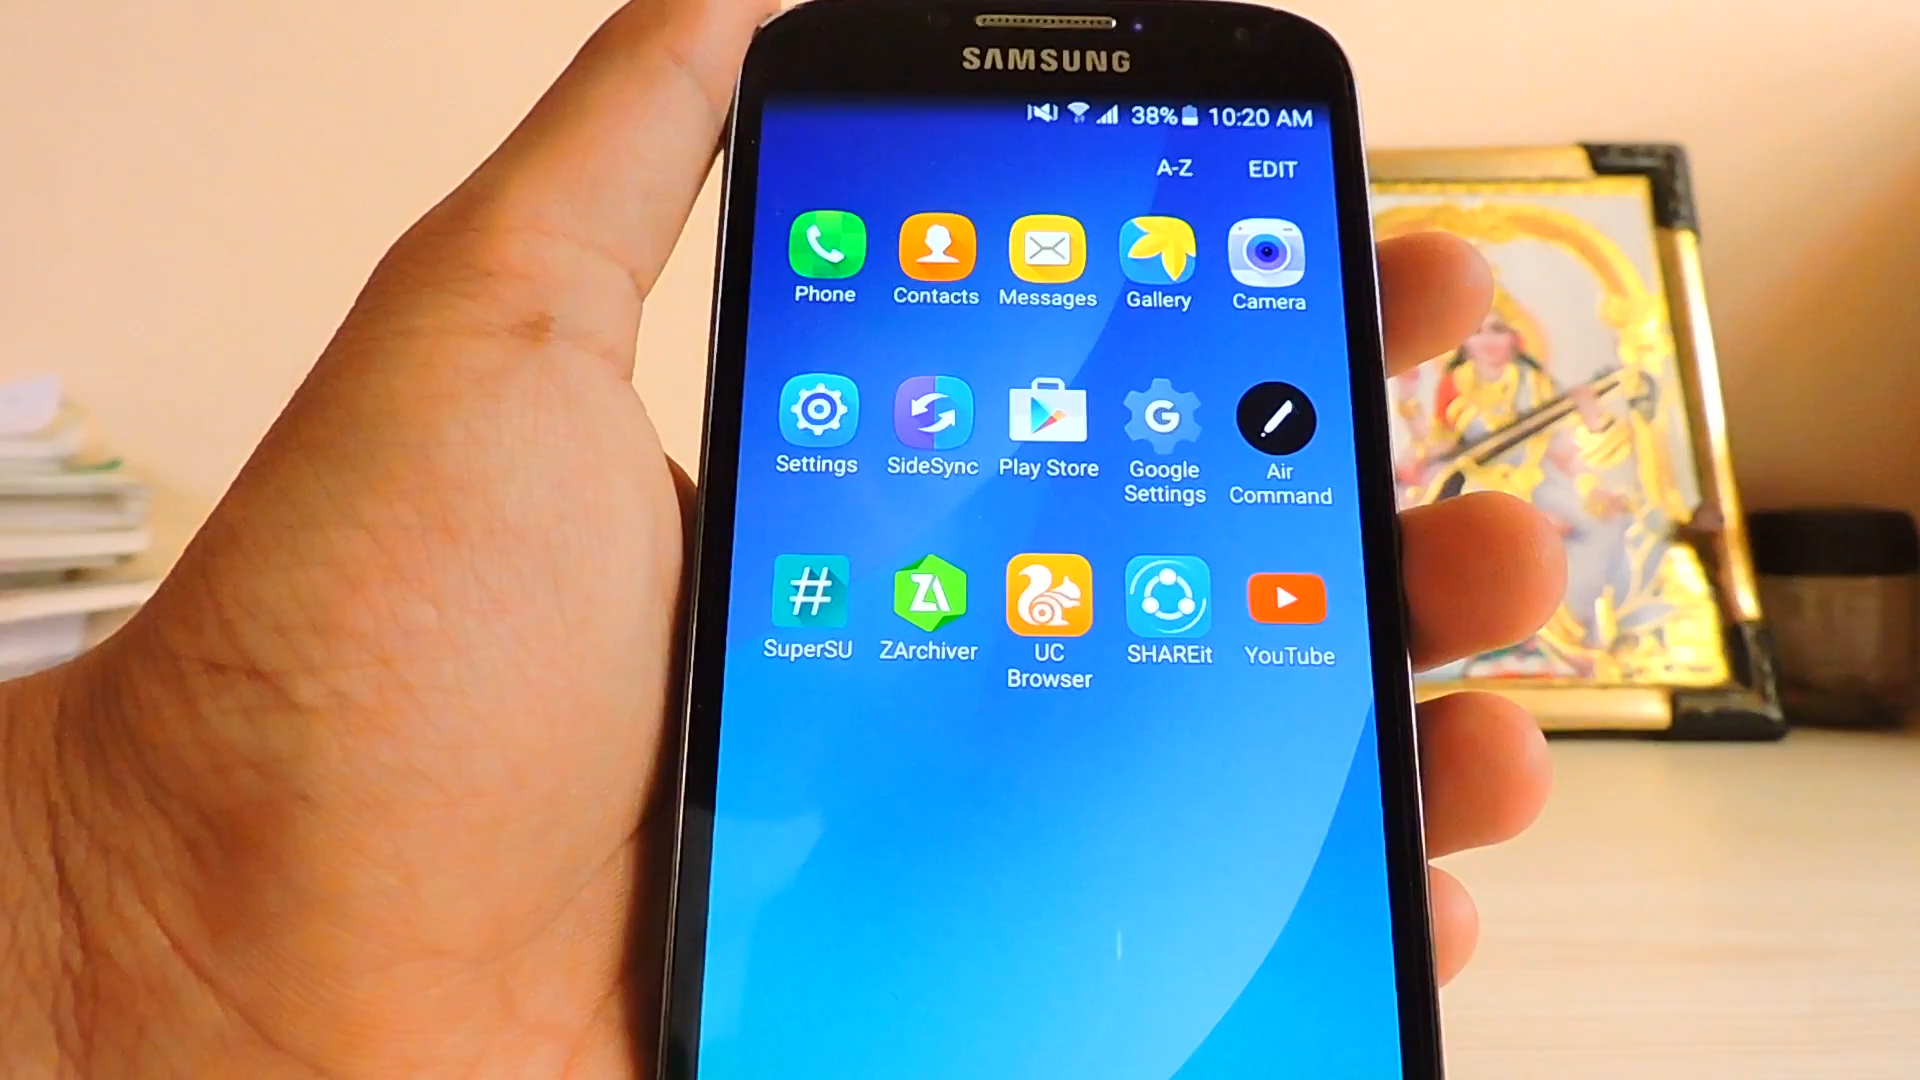 SAMSUNG
38% 10:20 AM
A-Z EDIT
Phone Contacts Messages Gallery Camera
Settings SideSync Play Store Google Settings Air Command
SuperSU ZArchiver UC Browser SHAREit YouTube